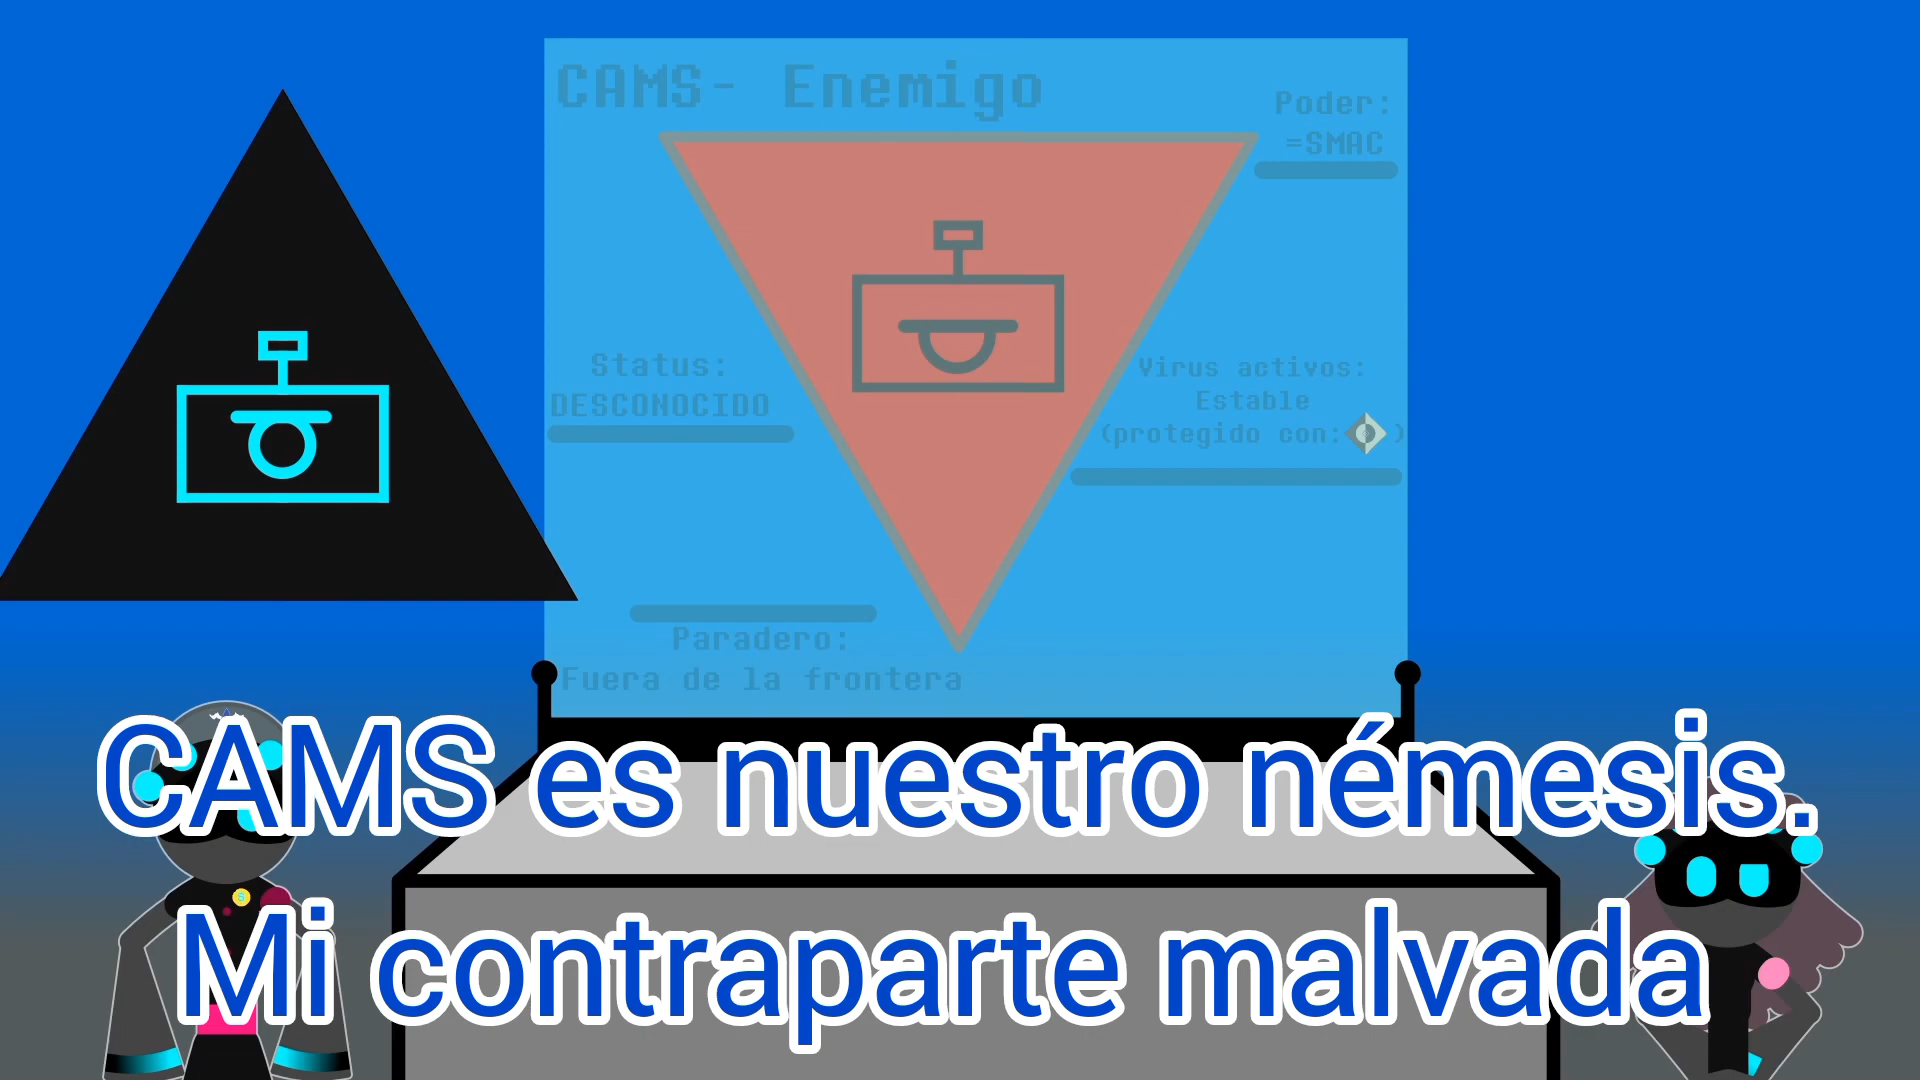 CAMS- Enemigo
Poder:
=SMAC
Status:
DESCONOCIDO
Virus activos:
Estable
(protegido con: )
Paradero:
Fuera de la frontera
CAMS es nuestro némesis.
Mi contraparte malvada